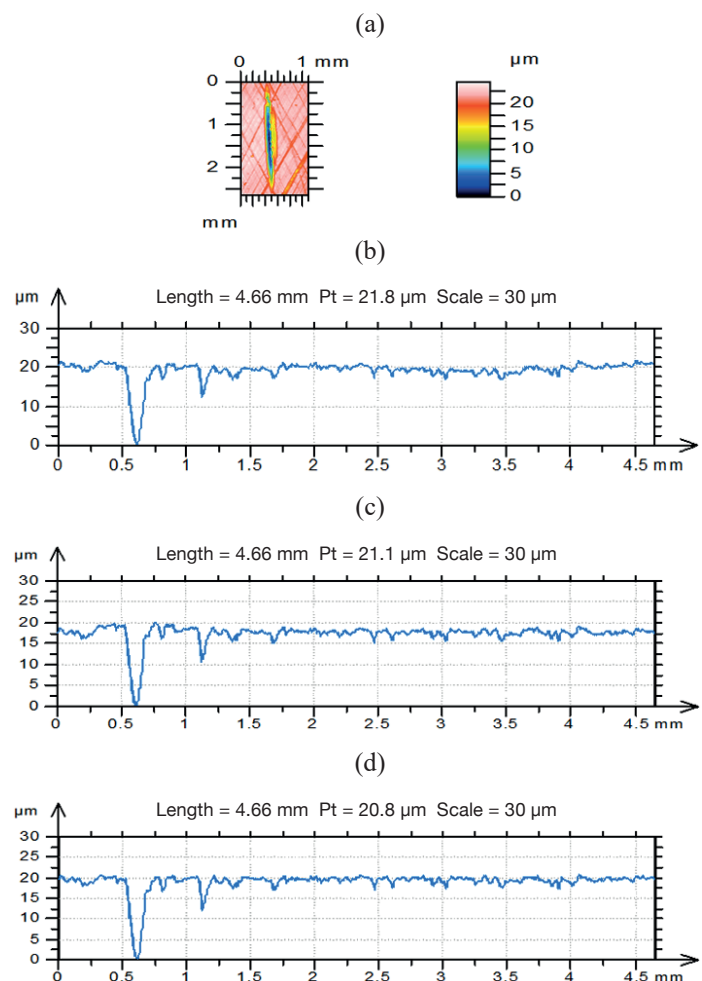 (a)
0 1 mm
µm
0
1
2
mm
20
15
10
5
0
(b)
µm
Length = 4.66 mm Pt = 21.8 µm Scale = 30 µm
30
20
10
0
0 0.5 1 1.5 2 2.5 3 3.5 4 4.5 mm
(c)
µm
Length = 4.66 mm Pt = 21.1 µm Scale = 30 µm
30
25
20
15
20
5
0
0 0.5 1 1.5 2 2.5 3 3.5 4 4.5 mm
(d)
µm
Length = 4.66 mm Pt = 20.8 µm Scale = 30 µm
30
25
20
15
10
5
0
0 0.5 1 1.5 2 2.5 3 3.5 4 4.5 mm